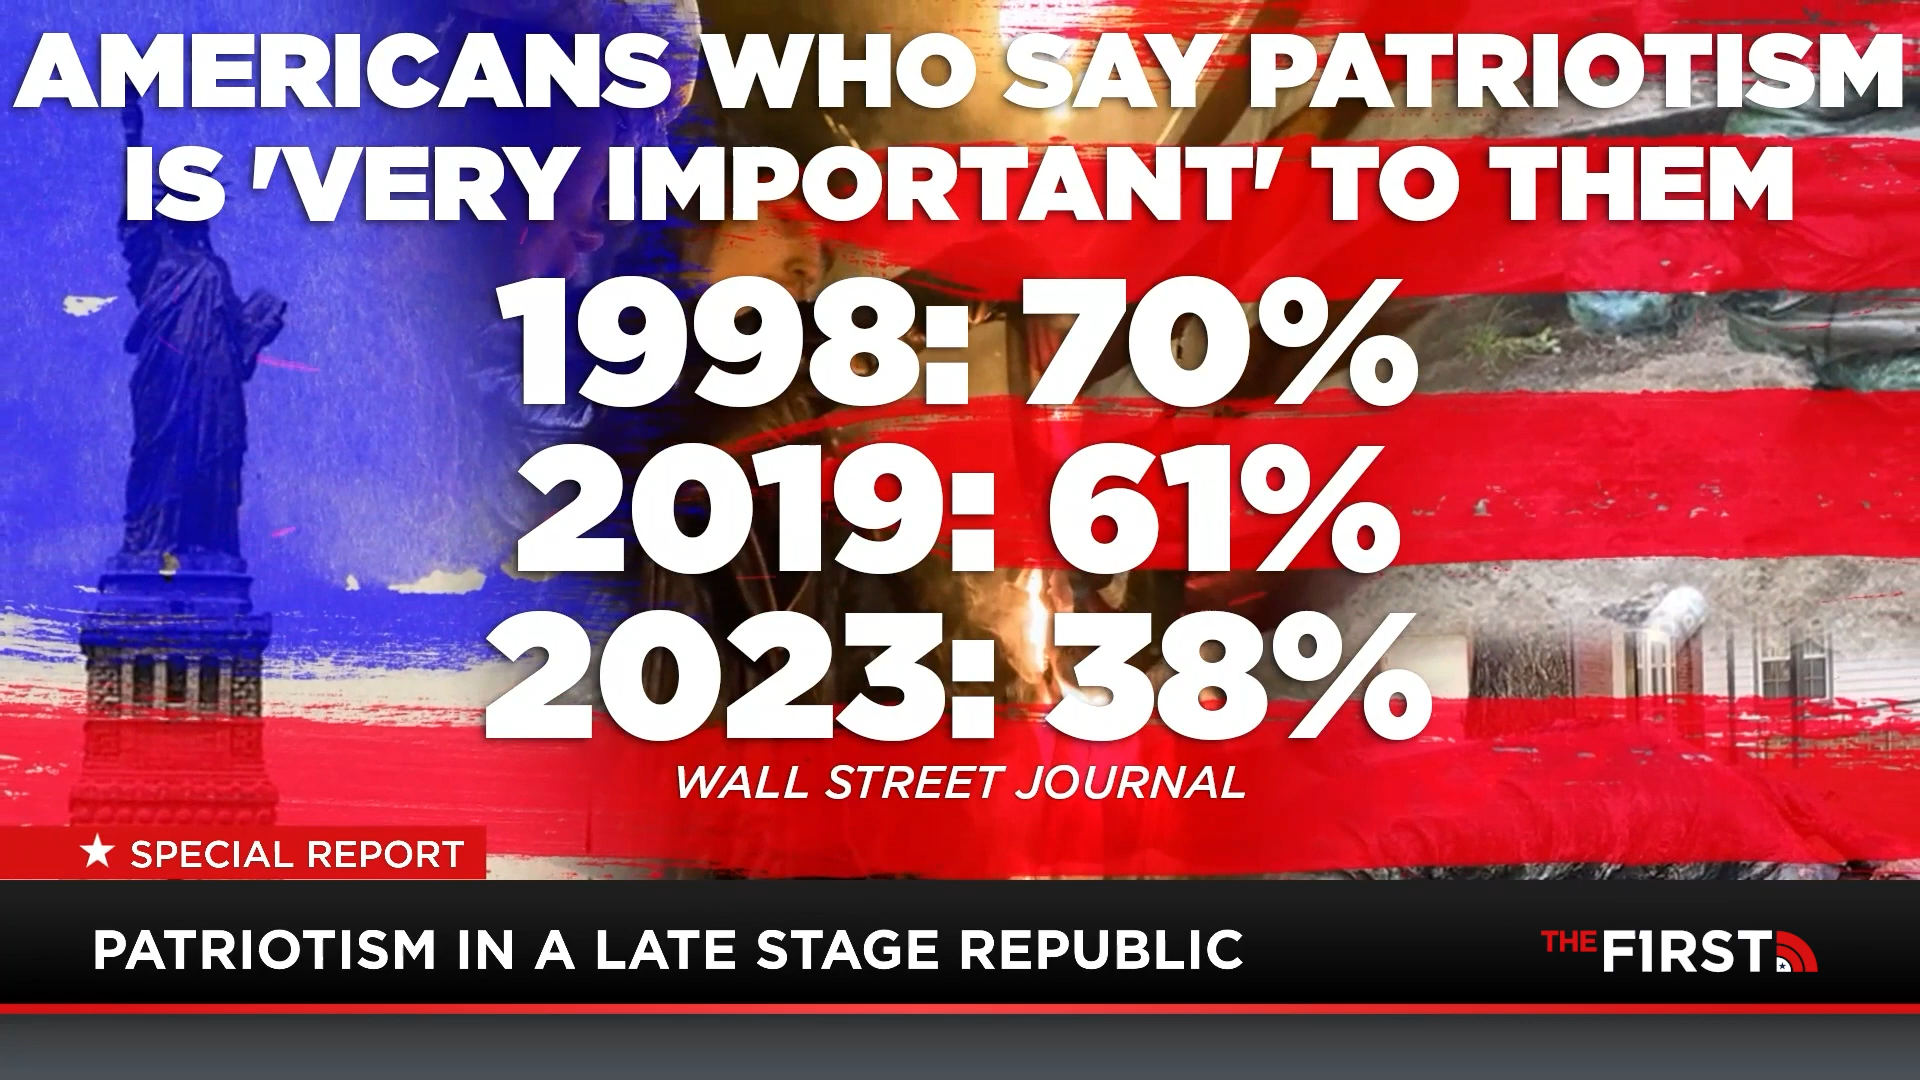 AMERICANS WHO SAY PATRIOTISM
IS 'VERY IMPORTANT' TO THEM
1998: 70%
2019: 61%
2023: 38%
WALL STREET JOURNAL
SPECIAL REPORT
PATRIOTISM IN A LATE STAGE REPUBLIC
THE FIRST